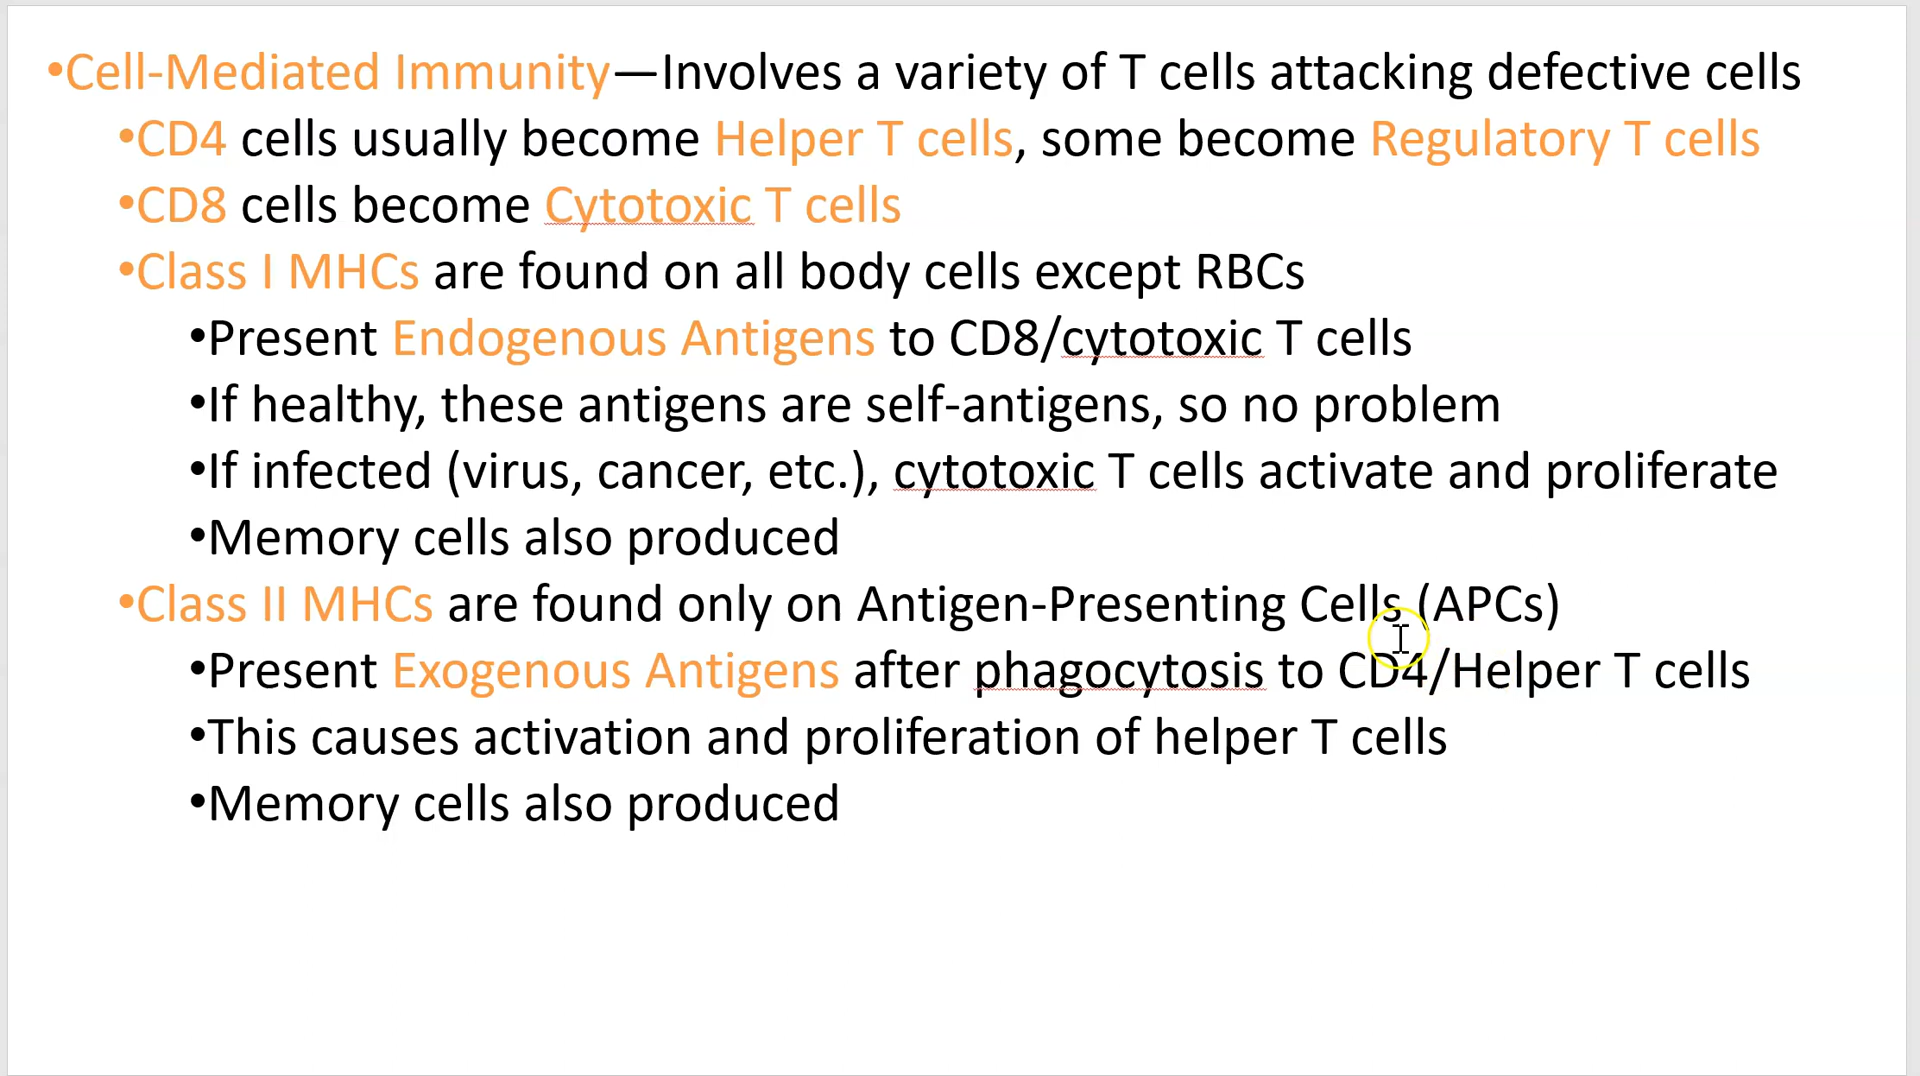 •Cell-Mediated Immunity—Involves a variety of T cells attacking defective cells
•CD4 cells usually become Helper T cells, some become Regulatory T cells
•CD8 cells become Cytotoxic T cells
•Class I MHCs are found on all body cells except RBCs
•Present Endogenous Antigens to CD8/cytotoxic T cells
•If healthy, these antigens are self-antigens, so no problem
•If infected (virus, cancer, etc.), cytotoxic T cells activate and proliferate
•Memory cells also produced
•Class II MHCs are found only on Antigen-Presenting Cells (APCs)
•Present Exogenous Antigens after phagocytosis to CD4/Helper T cells
•This causes activation and proliferation of helper T cells
•Memory cells also produced